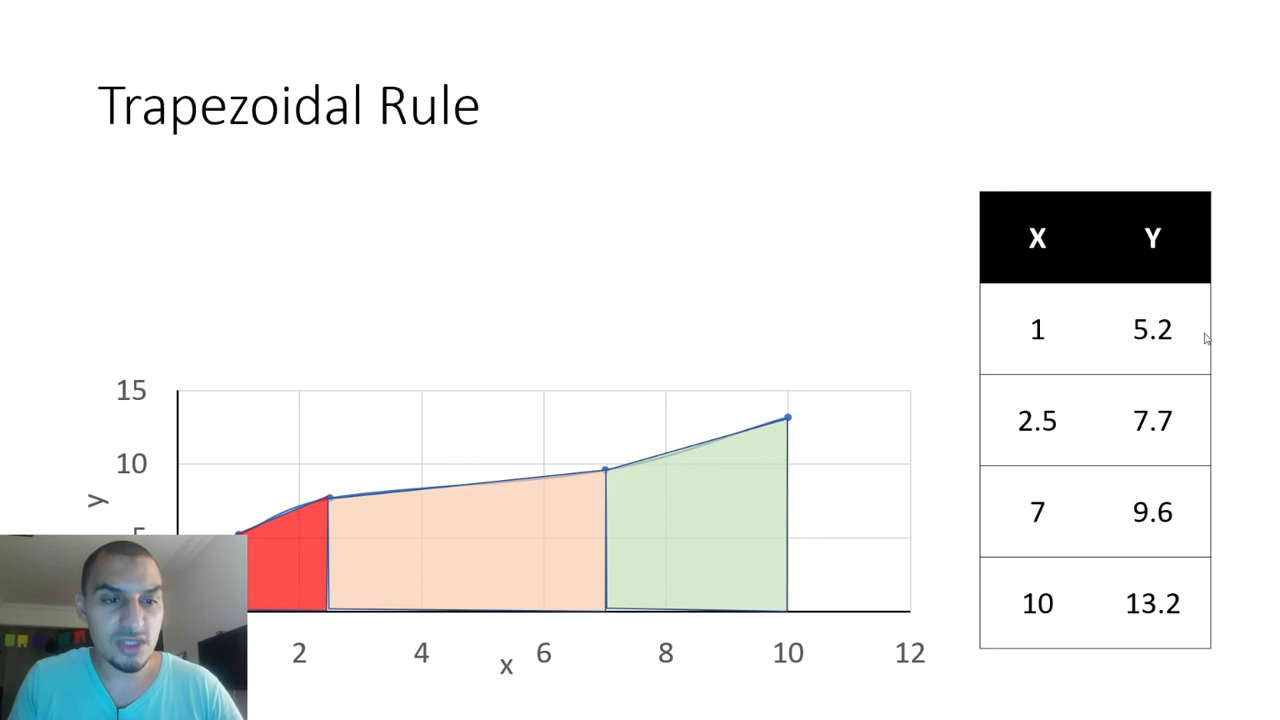 Trapezoidal Rule
X Y
1 5.2
2.5 7.7
7 9.6
10 13.2
15
10
y
2 4 6 8 10 12
x